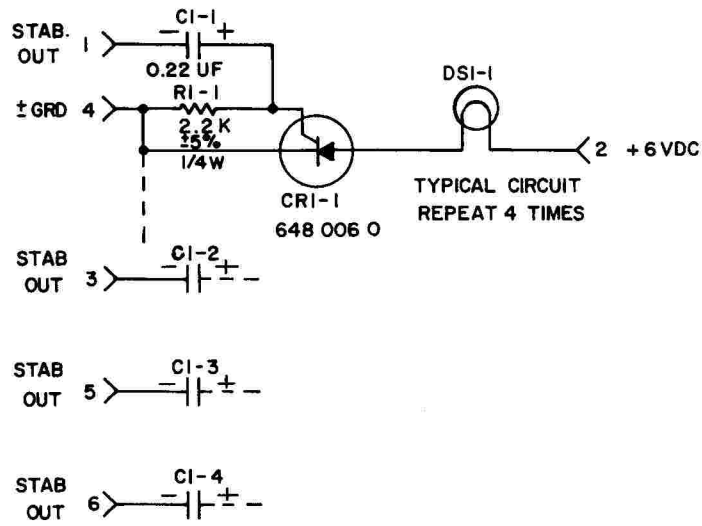 STAB. OUT 1
C1-1
− +
0.22 UF
± GRD 4
R1-1
2.2 K
±5%
1/4W
CR1-1
648 006 0
DS1-1
2 +6 VDC
TYPICAL CIRCUIT
REPEAT 4 TIMES
STAB OUT 3
C1-2
− +
STAB OUT 5
C1-3
− +
STAB OUT 6
C1-4
− +